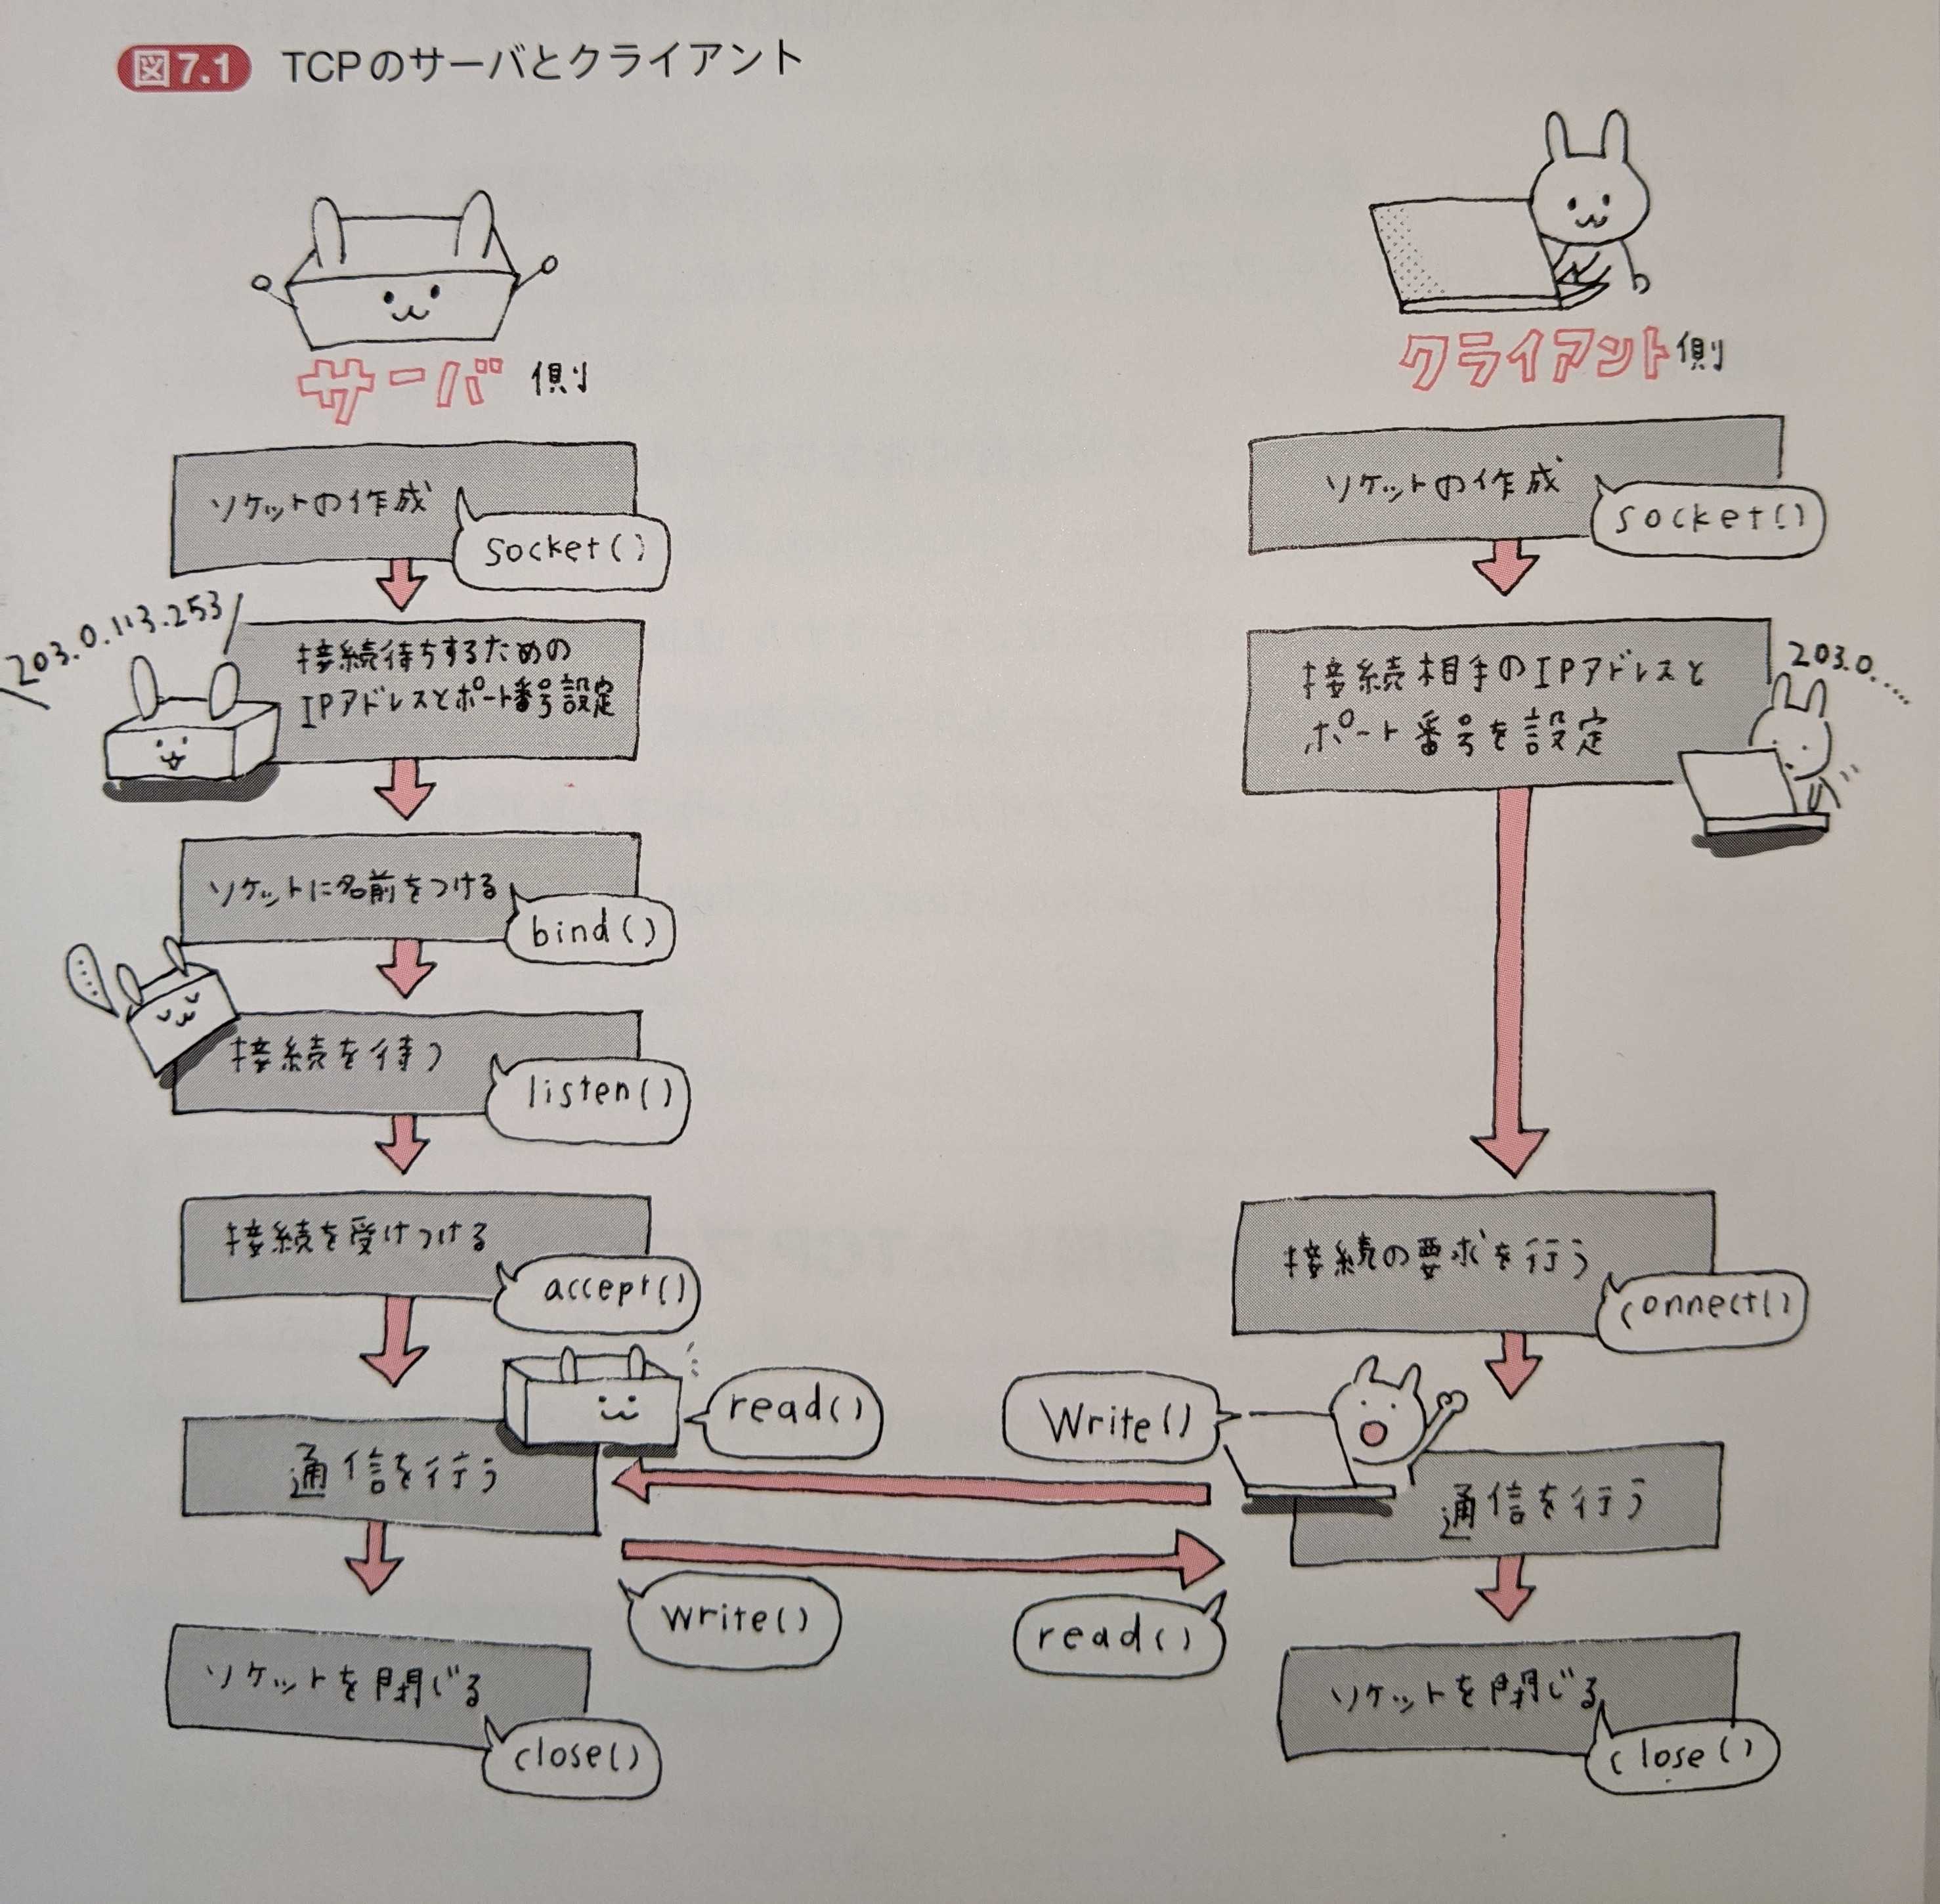 図7.1 TCPのサーバとクライアント
サーバ側
ソケットの作成
socket()
203.0.113.253
接続待ちするための
IPアドレスとポート番号設定
ソケットに名前をつける
bind()
接続を待つ
listen()
接続を受けつける
accept()
通信を行う
read()
write()
ソケットを閉じる
close()
クライアント側
ソケットの作成
socket()
接続相手のIPアドレスと
ポート番号を設定
203.0.....
接続の要求を行う
connect()
Write()
通信を行う
read()
ソケットを閉じる
close()